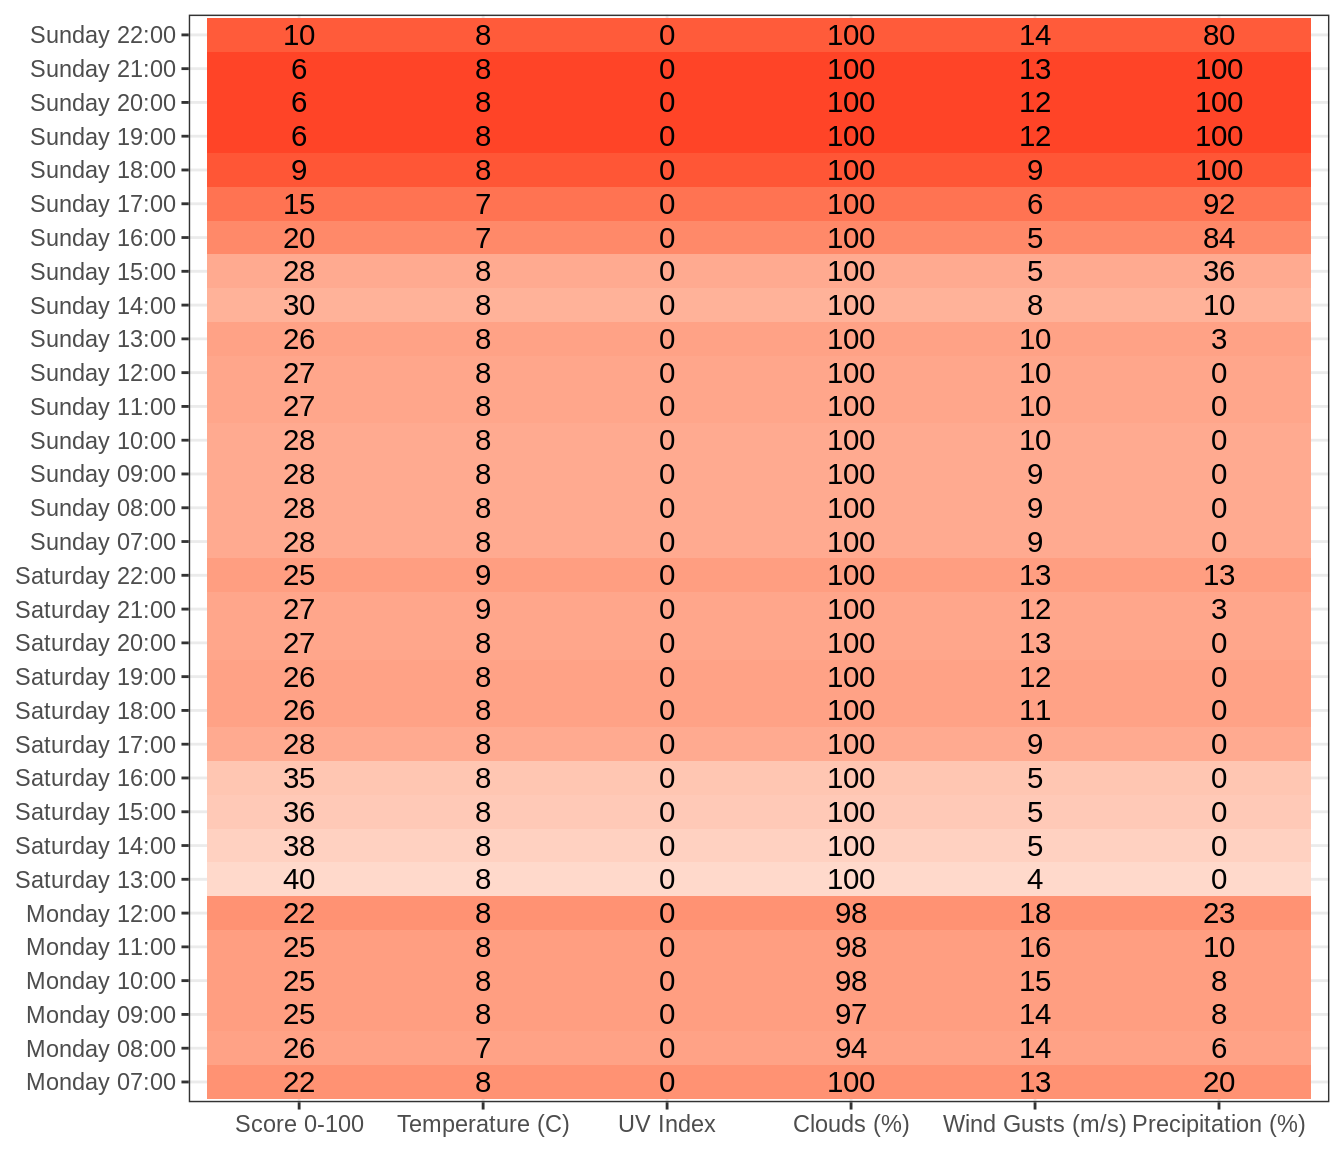 Sunday 22:00 10 8 0 100 14 80
Sunday 21:00 6 8 0 100 13 100
Sunday 20:00 6 8 0 100 12 100
Sunday 19:00 6 8 0 100 12 100
Sunday 18:00 9 8 0 100 9 100
Sunday 17:00 15 7 0 100 6 92
Sunday 16:00 20 7 0 100 5 84
Sunday 15:00 28 8 0 100 5 36
Sunday 14:00 30 8 0 100 8 10
Sunday 13:00 26 8 0 100 10 3
Sunday 12:00 27 8 0 100 10 0
Sunday 11:00 27 8 0 100 10 0
Sunday 10:00 28 8 0 100 10 0
Sunday 09:00 28 8 0 100 9 0
Sunday 08:00 28 8 0 100 9 0
Sunday 07:00 28 8 0 100 9 0
Saturday 22:00 25 9 0 100 13 13
Saturday 21:00 27 9 0 100 12 3
Saturday 20:00 27 8 0 100 13 0
Saturday 19:00 26 8 0 100 12 0
Saturday 18:00 26 8 0 100 11 0
Saturday 17:00 28 8 0 100 9 0
Saturday 16:00 35 8 0 100 5 0
Saturday 15:00 36 8 0 100 5 0
Saturday 14:00 38 8 0 100 5 0
Saturday 13:00 40 8 0 100 4 0
Monday 12:00 22 8 0 98 18 23
Monday 11:00 25 8 0 98 16 10
Monday 10:00 25 8 0 98 15 8
Monday 09:00 25 8 0 97 14 8
Monday 08:00 26 7 0 94 14 6
Monday 07:00 22 8 0 100 13 20
Score 0-100 Temperature (C) UV Index Clouds (%) Wind Gusts (m/s) Precipitation (%)